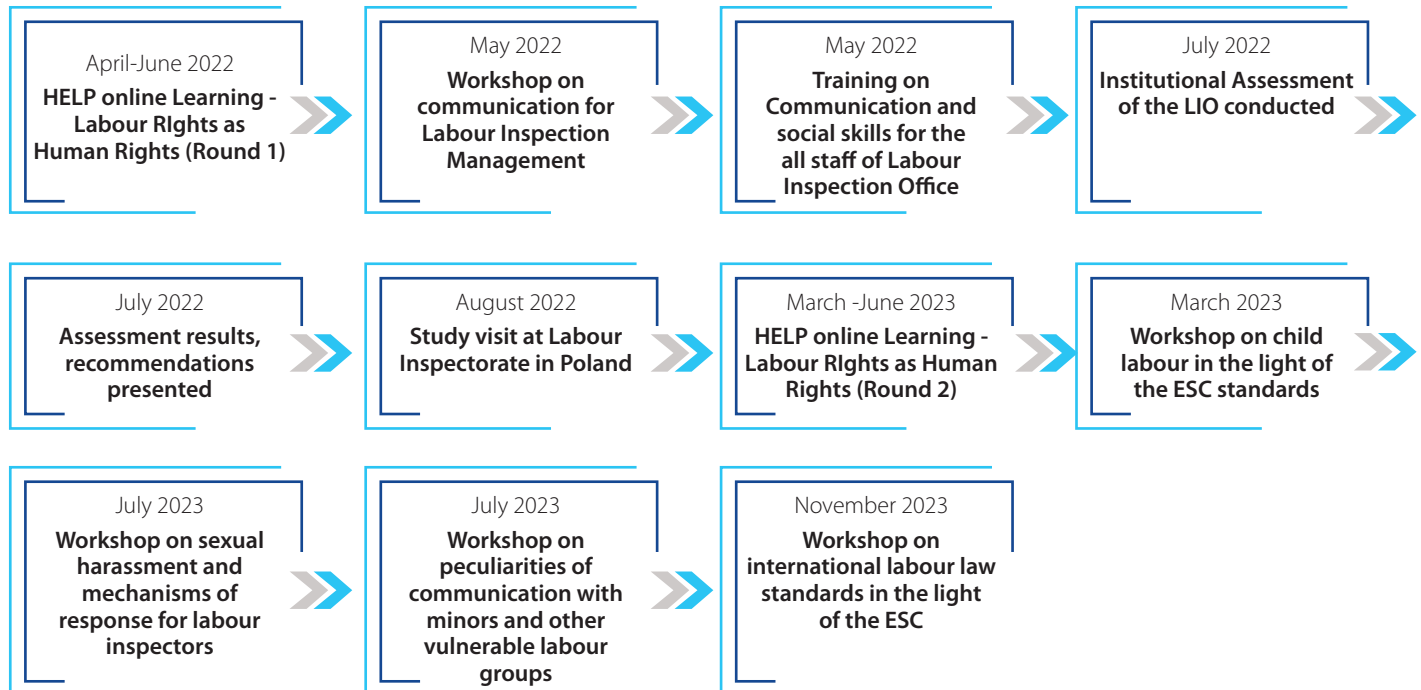 April-June 2022
HELP online Learning -
Labour RIghts as
Human Rights (Round 1)
May 2022
Workshop on
communication for
Labour Inspection
Management
May 2022
Training on
Communication and
social skills for the
all staff of Labour
Inspection Office
July 2022
Institutional Assessment
of the LIO conducted
July 2022
Assessment results,
recommendations
presented
August 2022
Study visit at Labour
Inspectorate in Poland
March -June 2023
HELP online Learning -
Labour RIghts as Human
Rights (Round 2)
March 2023
Workshop on child
labour in the light of
the ESC standards
July 2023
Workshop on sexual
harassment and
mechanisms of
response for labour
inspectors
July 2023
Workshop on
peculiarities of
communication with
minors and other
vulnerable labour
groups
November 2023
Workshop on
international labour law
standards in the light
of the ESC